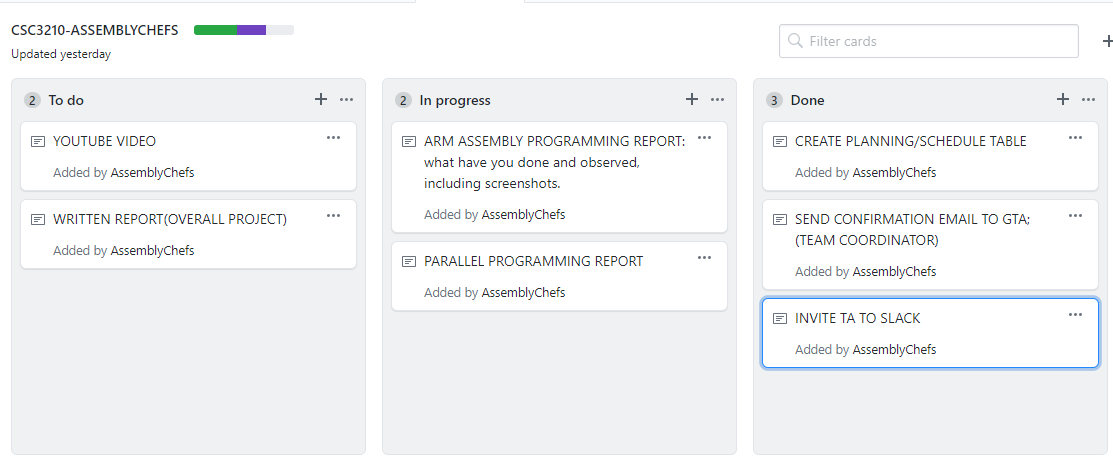 CSC3210-ASSEMBLYCHEFS
Updated yesterday
Filter cards
2 To do
YOUTUBE VIDEO
Added by AssemblyChefs
WRITTEN REPORT(OVERALL PROJECT)
Added by AssemblyChefs
2 In progress
ARM ASSEMBLY PROGRAMMING REPORT:
what have you done and observed,
including screenshots.
Added by AssemblyChefs
PARALLEL PROGRAMMING REPORT
Added by AssemblyChefs
3 Done
CREATE PLANNING/SCHEDULE TABLE
Added by AssemblyChefs
SEND CONFIRMATION EMAIL TO GTA;
(TEAM COORDINATOR)
Added by AssemblyChefs
INVITE TA TO SLACK
Added by AssemblyChefs